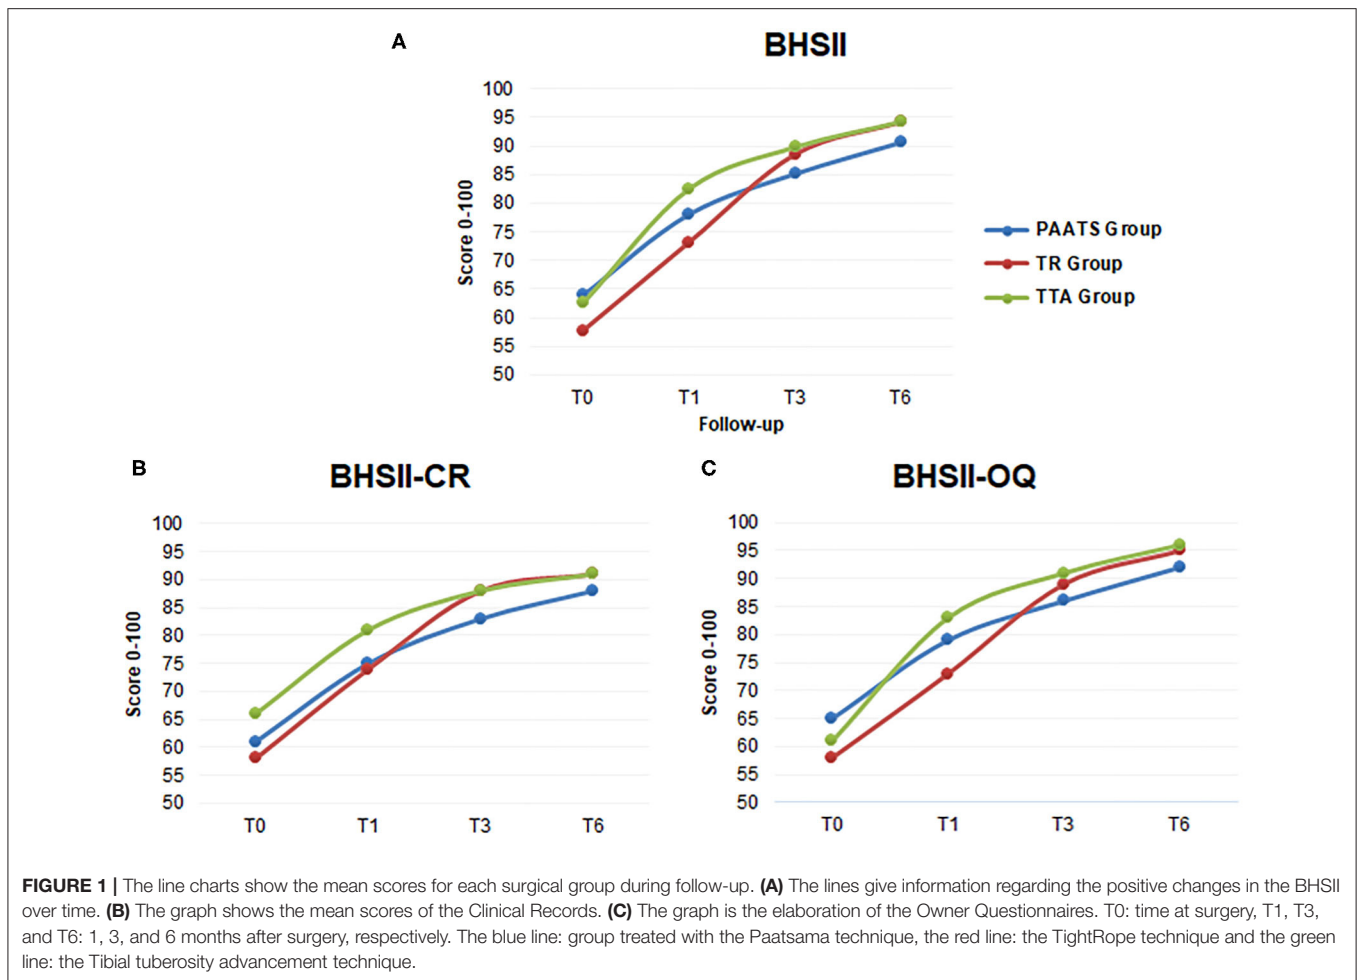 A
BHSII
100
95
90
85
80
75
70
65
60
55
50
Score 0-100
T0 T1 T3 T6
Follow-up
PAATS Group
TR Group
TTA Group
B
BHSII-CR
100
95
90
85
80
75
70
65
60
55
50
Score 0-100
T0 T1 T3 T6
C
BHSII-OQ
100
95
90
85
80
75
70
65
60
55
50
Score 0-100
T0 T1 T3 T6
FIGURE 1 | The line charts show the mean scores for each surgical group during follow-up. (A) The lines give information regarding the positive changes in the BHSII
over time. (B) The graph shows the mean scores of the Clinical Records. (C) The graph is the elaboration of the Owner Questionnaires. T0: time at surgery, T1, T3,
and T6: 1, 3, and 6 months after surgery, respectively. The blue line: group treated with the Paatsama technique, the red line: the TightRope technique and the green
line: the Tibial tuberosity advancement technique.